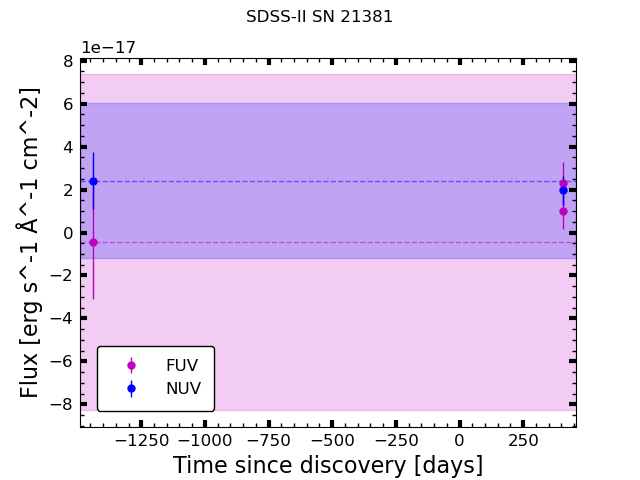 SDSS-II SN 21381
1e−17
8
6
4
2
0
−2
−4
−6
−8
Flux [erg s^-1 Å^-1 cm^-2]
FUV
NUV
−1250 −1000 −750 −500 −250 0 250
Time since discovery [days]